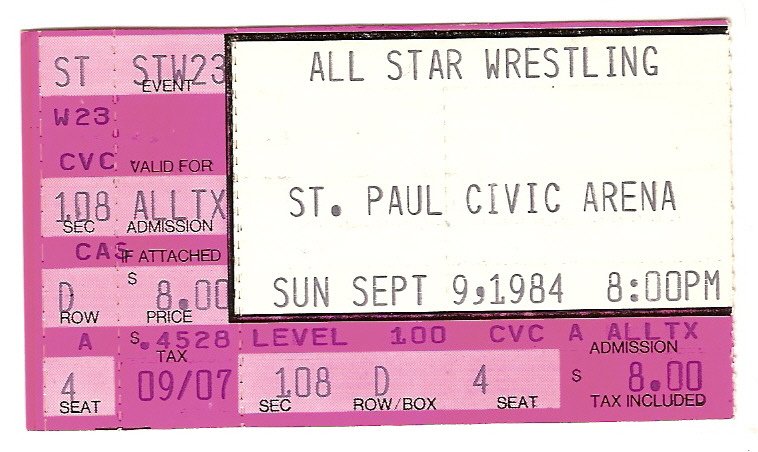 ST STW23
EVENT
ALL STAR WRESTLING
W23
CVC VALID FOR
108 ALLTX
SEC ADMISSION
ST. PAUL CIVIC ARENA
CAS IF ATTACHED
D $ 8.00
ROW PRICE
SUN SEPT 9,1984 8:00PM
A $.4528 LEVEL 100 CVC A ALLTX
TAX ADMISSION
4 09/07 108 D 4 $ 8.00
SEAT SEC ROW/BOX SEAT TAX INCLUDED